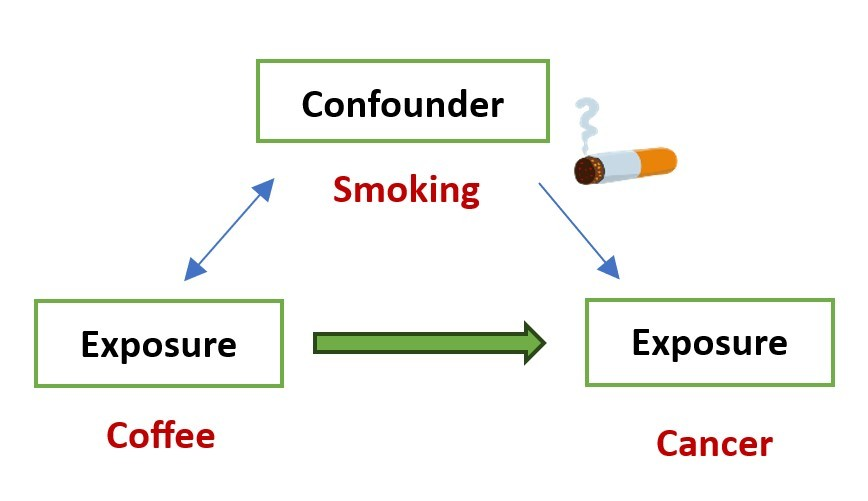 Confounder
Smoking
Exposure
Exposure
Coffee
Cancer